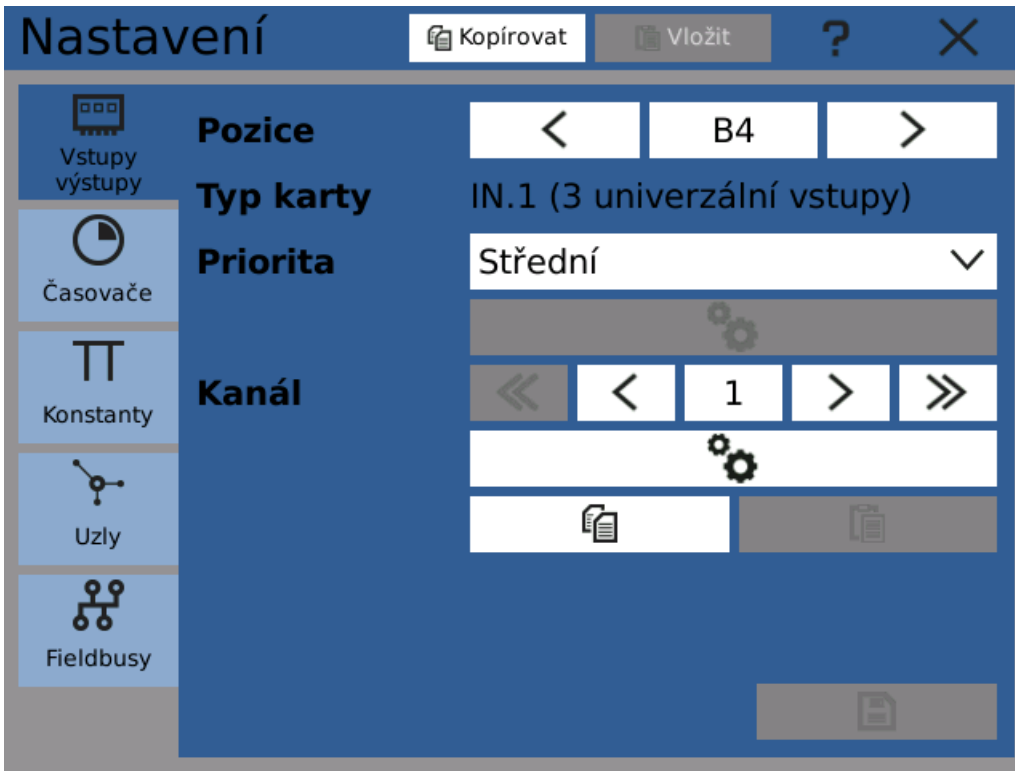 Nastavení
Kopírovat
Vložit
?
Vstupy
výstupy
Časovače
Konstanty
Uzly
Fieldbusy
Pozice
B4
Typ karty
IN.1 (3 univerzální vstupy)
Priorita
Střední
Kanál
1